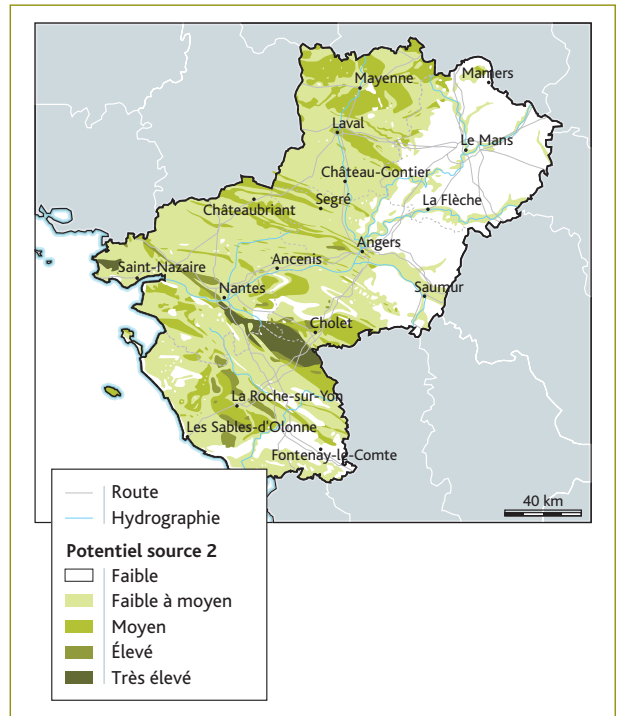 Mayenne
Mamers
Laval
Le Mans
Château-Gontier
Segré
La Flèche
Châteaubriant
Angers
Saint-Nazaire
Ancenis
Nantes
Saumur
Cholet
La Roche-sur-Yon
Les Sables-d'Olonne
Fontenay-le-Comte
40 km
Route
Hydrographie
Potentiel source 2
Faible
Faible à moyen
Moyen
Élevé
Très élevé